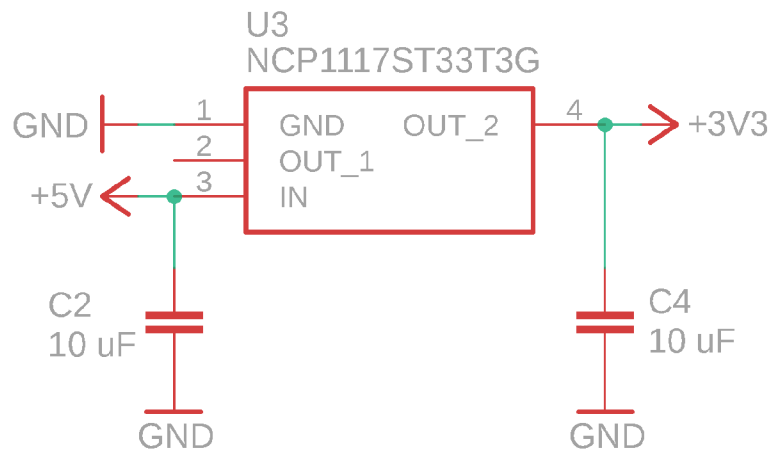 U3
NCP1117ST33T3G
GND 1 GND OUT_2 4 +3V3
2 OUT_1
+5V 3 IN
C2
10 uF
C4
10 uF
GND
GND